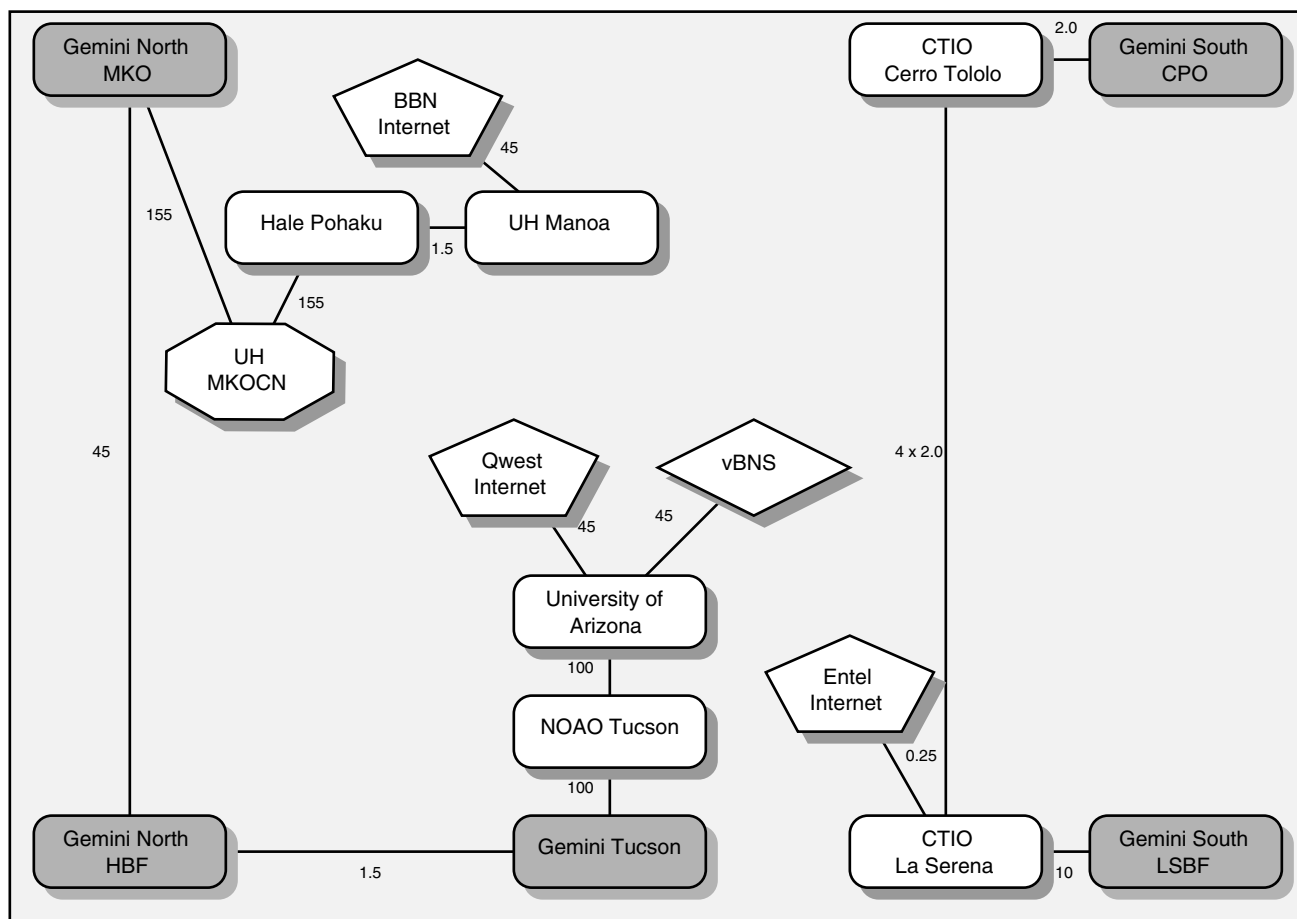 Gemini North
MKO
CTIO
Cerro Tololo
2.0
Gemini South
CPO
BBN
Internet
45
155
Hale Pohaku
1.5
UH Manoa
155
UH
MKOCN
45
Qwest
Internet
vBNS
4 x 2.0
45
45
University of
Arizona
100
Entel
Internet
NOAO Tucson
0.25
100
Gemini North
HBF
1.5
Gemini Tucson
CTIO
La Serena
10
Gemini South
LSBF